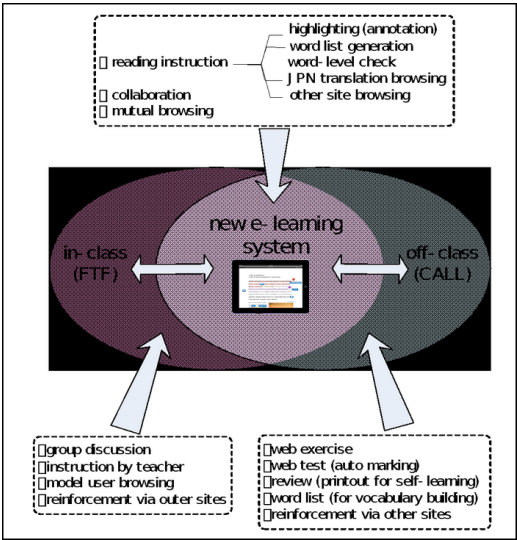 highlighting (annotation)
word list generation
▯ reading instruction word- level check
JPN translation browsing
▯ collaboration other site browsing
▯ mutual browsing
new e- learning
system
in- class
(FTF)
off- class
(CALL)
▯group discussion
▯instruction by teacher
▯model user browsing
▯reinforcement via outer sites
▯web exercise
▯web test (auto marking)
▯review (printout for self- learning)
▯word list (for vocabulary building)
▯reinforcement via other sites